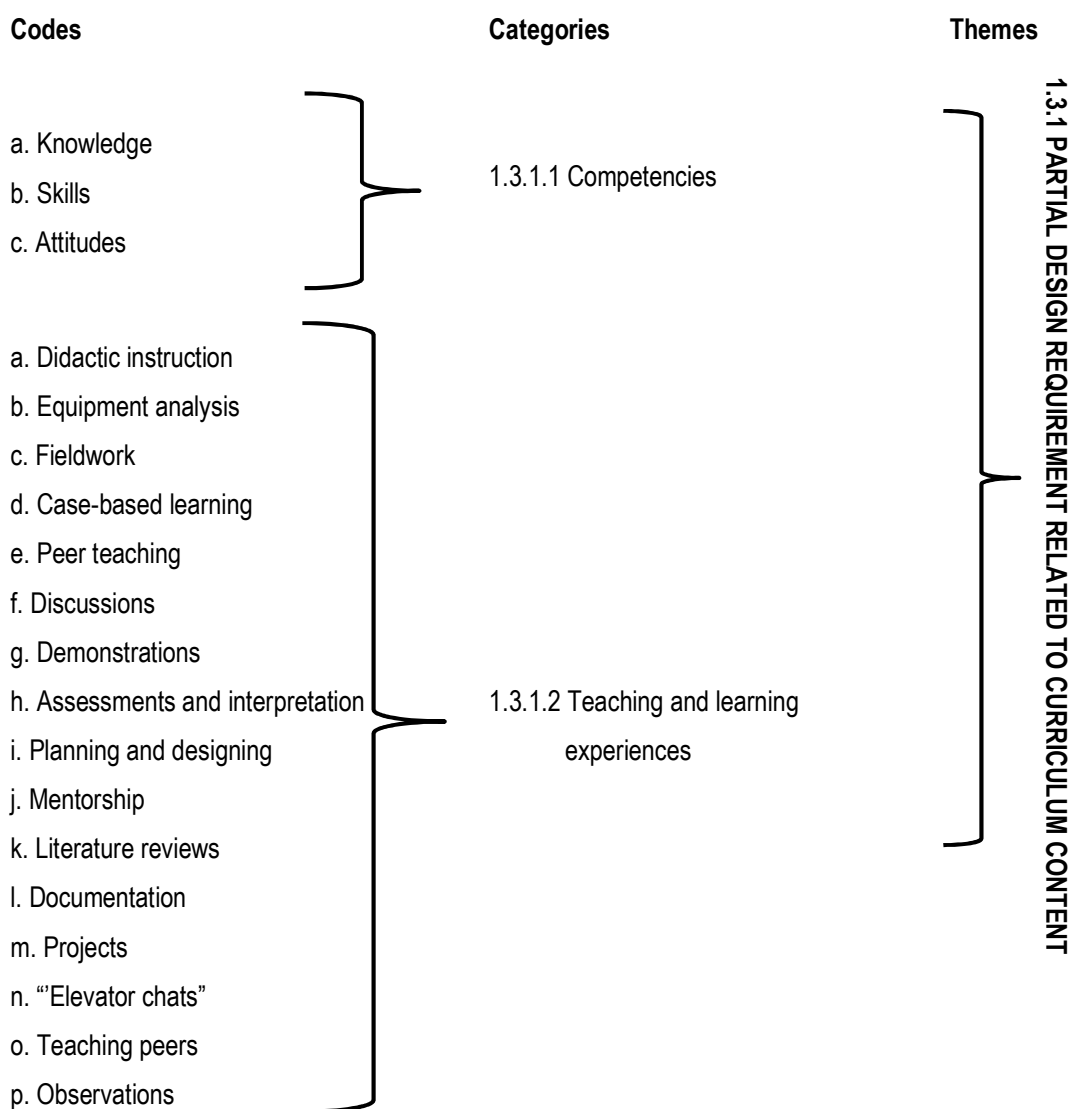 Codes Categories Themes
a. Knowledge
b. Skills
c. Attitudes
1.3.1.1 Competencies
a. Didactic instruction
b. Equipment analysis
c. Fieldwork
d. Case-based learning
e. Peer teaching
f. Discussions
g. Demonstrations
h. Assessments and interpretation
i. Planning and designing
j. Mentorship
k. Literature reviews
l. Documentation
m. Projects
n. “’Elevator chats”
o. Teaching peers
p. Observations
1.3.1.2 Teaching and learning
experiences
1.3.1 PARTIAL DESIGN REQUIREMENT RELATED TO CURRICULUM CONTENT